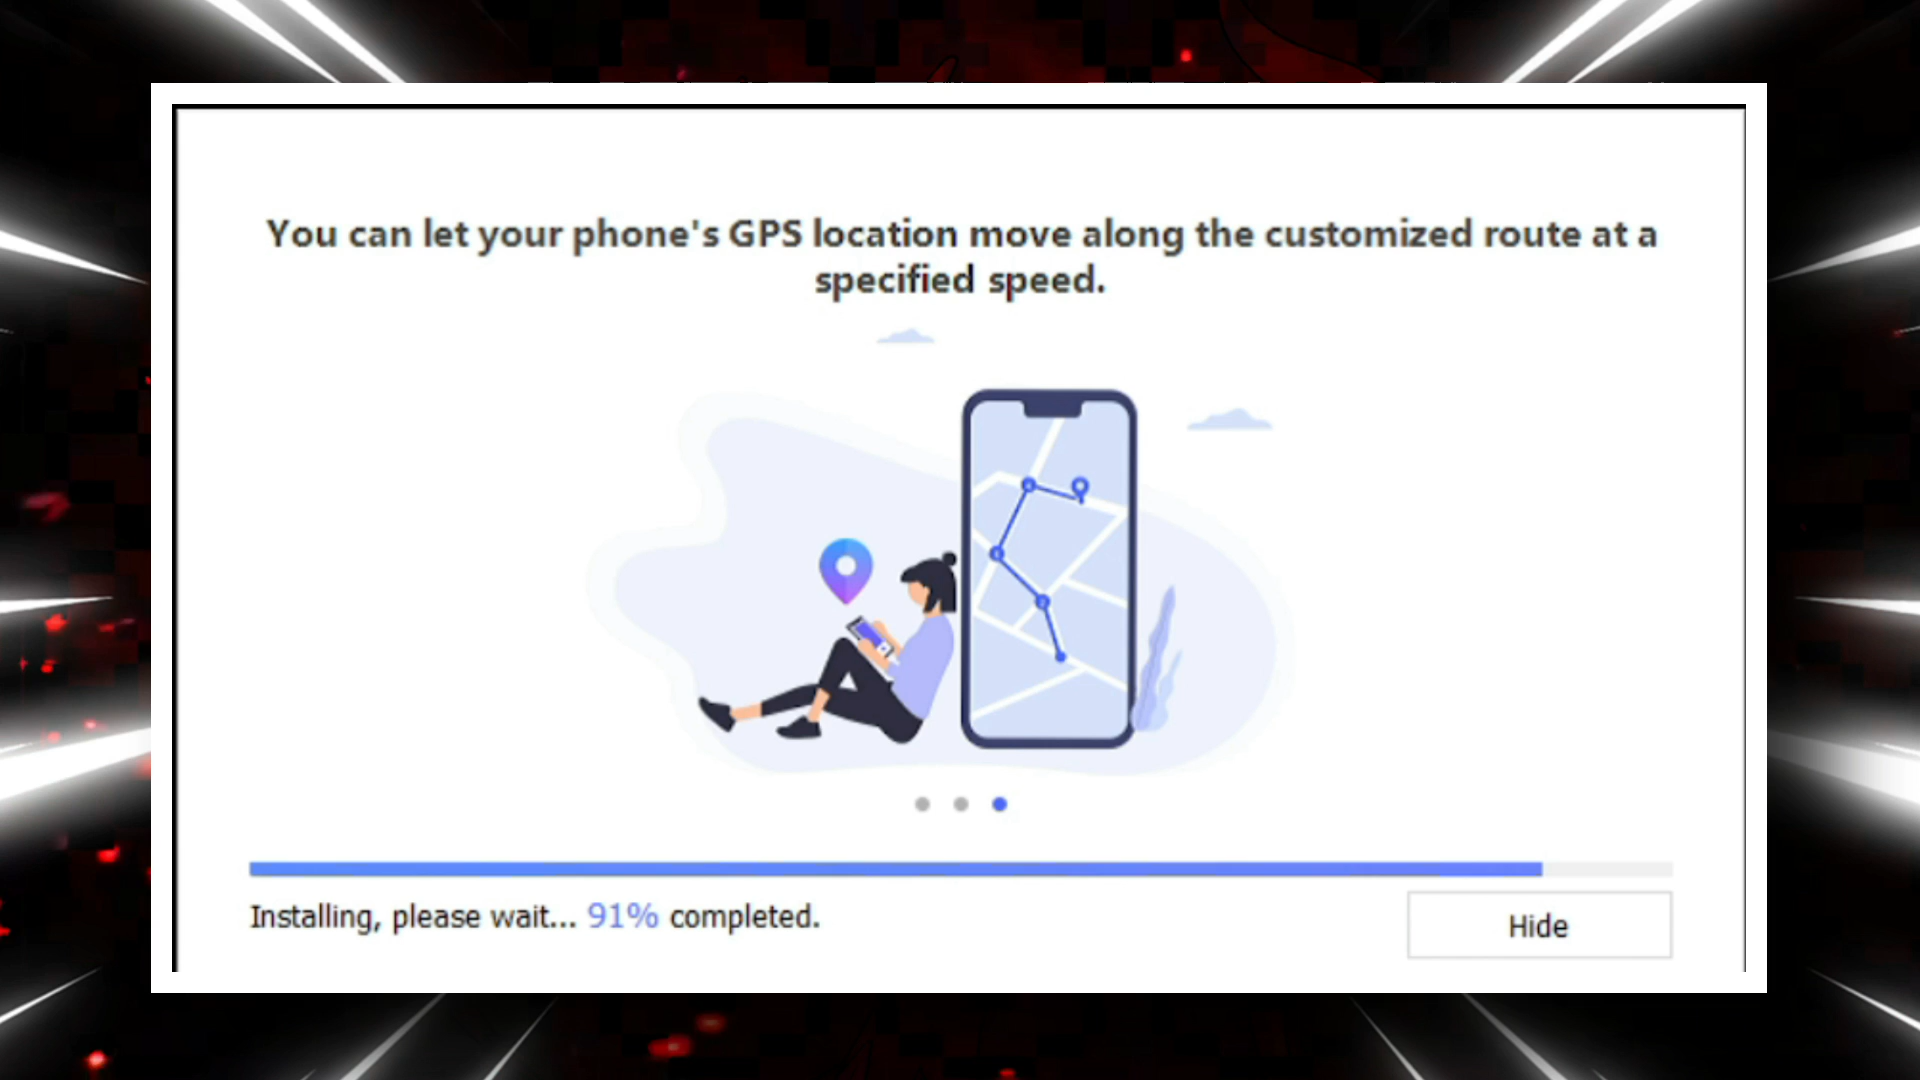 You can let your phone's GPS location move along the customized route at a
specified speed.
Installing, please wait... 91% completed.
Hide